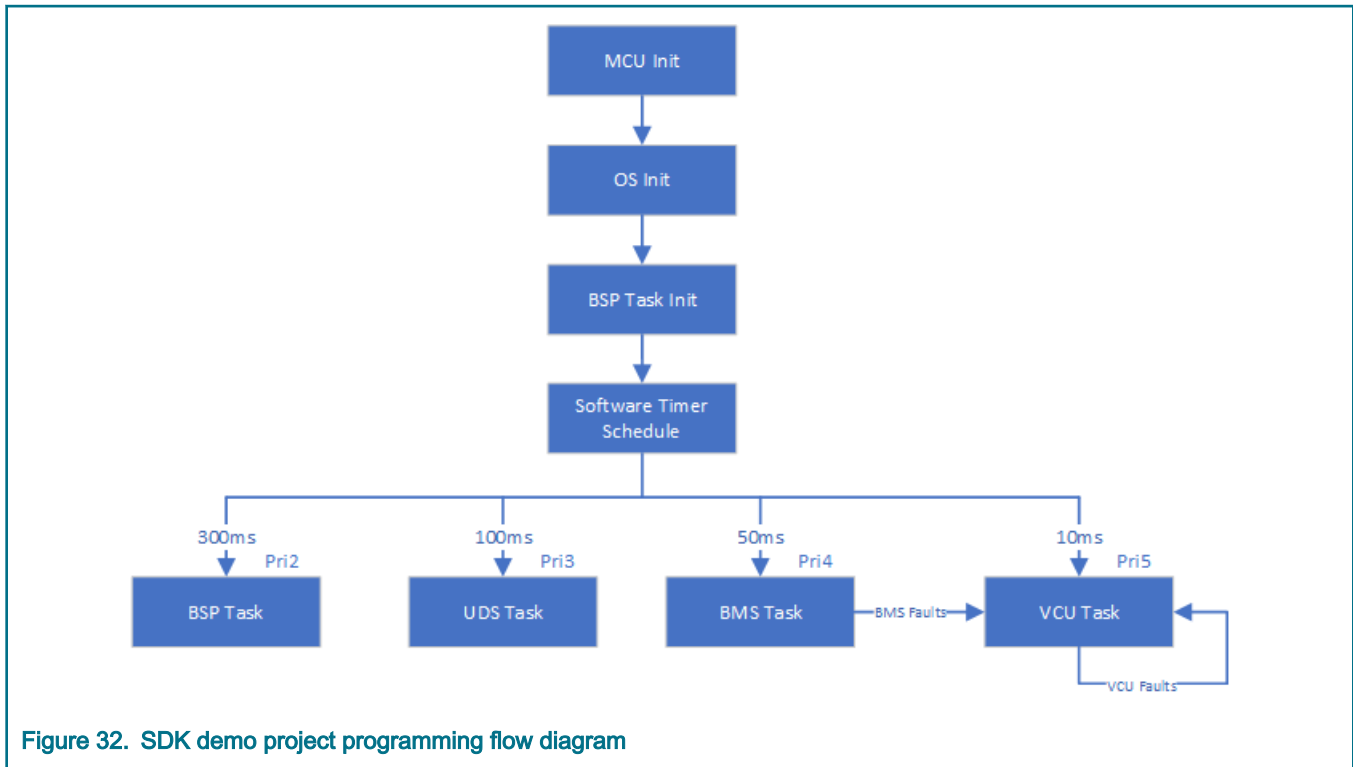 MCU Init
OS Init
BSP Task Init
Software Timer
Schedule
300ms
100ms
50ms
10ms
Pri2
Pri3
Pri4
Pri5
BSP Task
UDS Task
BMS Task
BMS Faults
VCU Task
VCU Faults
Figure 32. SDK demo project programming flow diagram